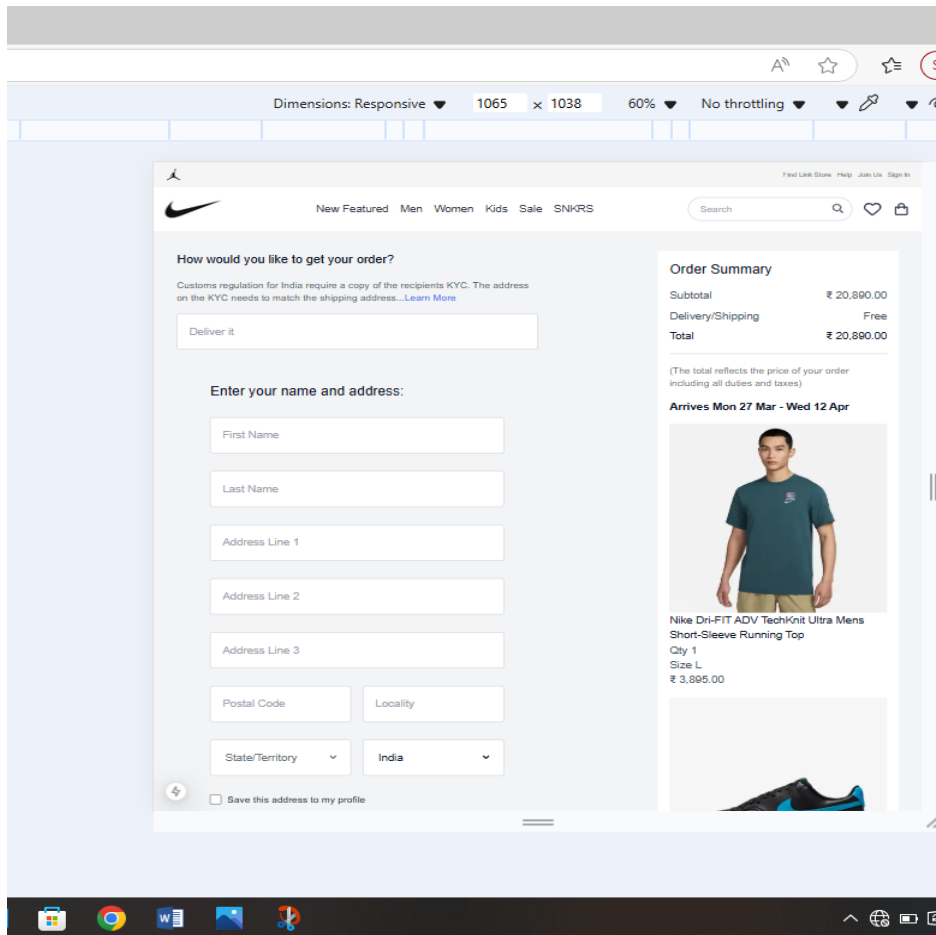 Dimensions: Responsive 1065 x 1038 60% No throttling
Find Link Store Help Join Us Sign In
New Featured Men Women Kids Sale SNKRS Search
How would you like to get your order?
Customs regulation for India require a copy of the recipients KYC. The address
on the KYC needs to match the shipping address...Learn More
Deliver it
Enter your name and address:
First Name
Last Name
Address Line 1
Address Line 2
Address Line 3
Postal Code Locality
State/Territory India
Save this address to my profile
Order Summary
Subtotal ₹ 20,890.00
Delivery/Shipping Free
Total ₹ 20,890.00
(The total reflects the price of your order
including all duties and taxes)
Arrives Mon 27 Mar - Wed 12 Apr
Nike Dri-FIT ADV TechKnit Ultra Mens
Short-Sleeve Running Top
Qty 1
Size L
₹ 3,895.00